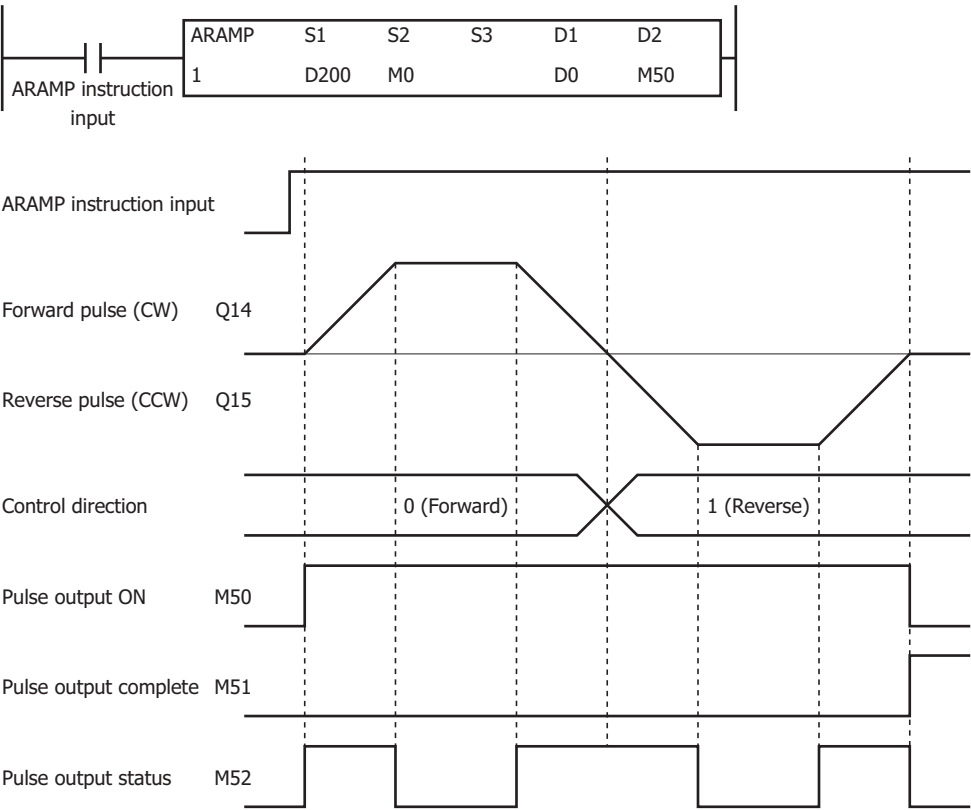 ARAMP S1 S2 S3 D1 D2
1 D200 M0 D0 M50
ARAMP instruction
input
ARAMP instruction input
Forward pulse (CW) Q14
Reverse pulse (CCW) Q15
Control direction 0 (Forward) 1 (Reverse)
Pulse output ON M50
Pulse output complete M51
Pulse output status M52